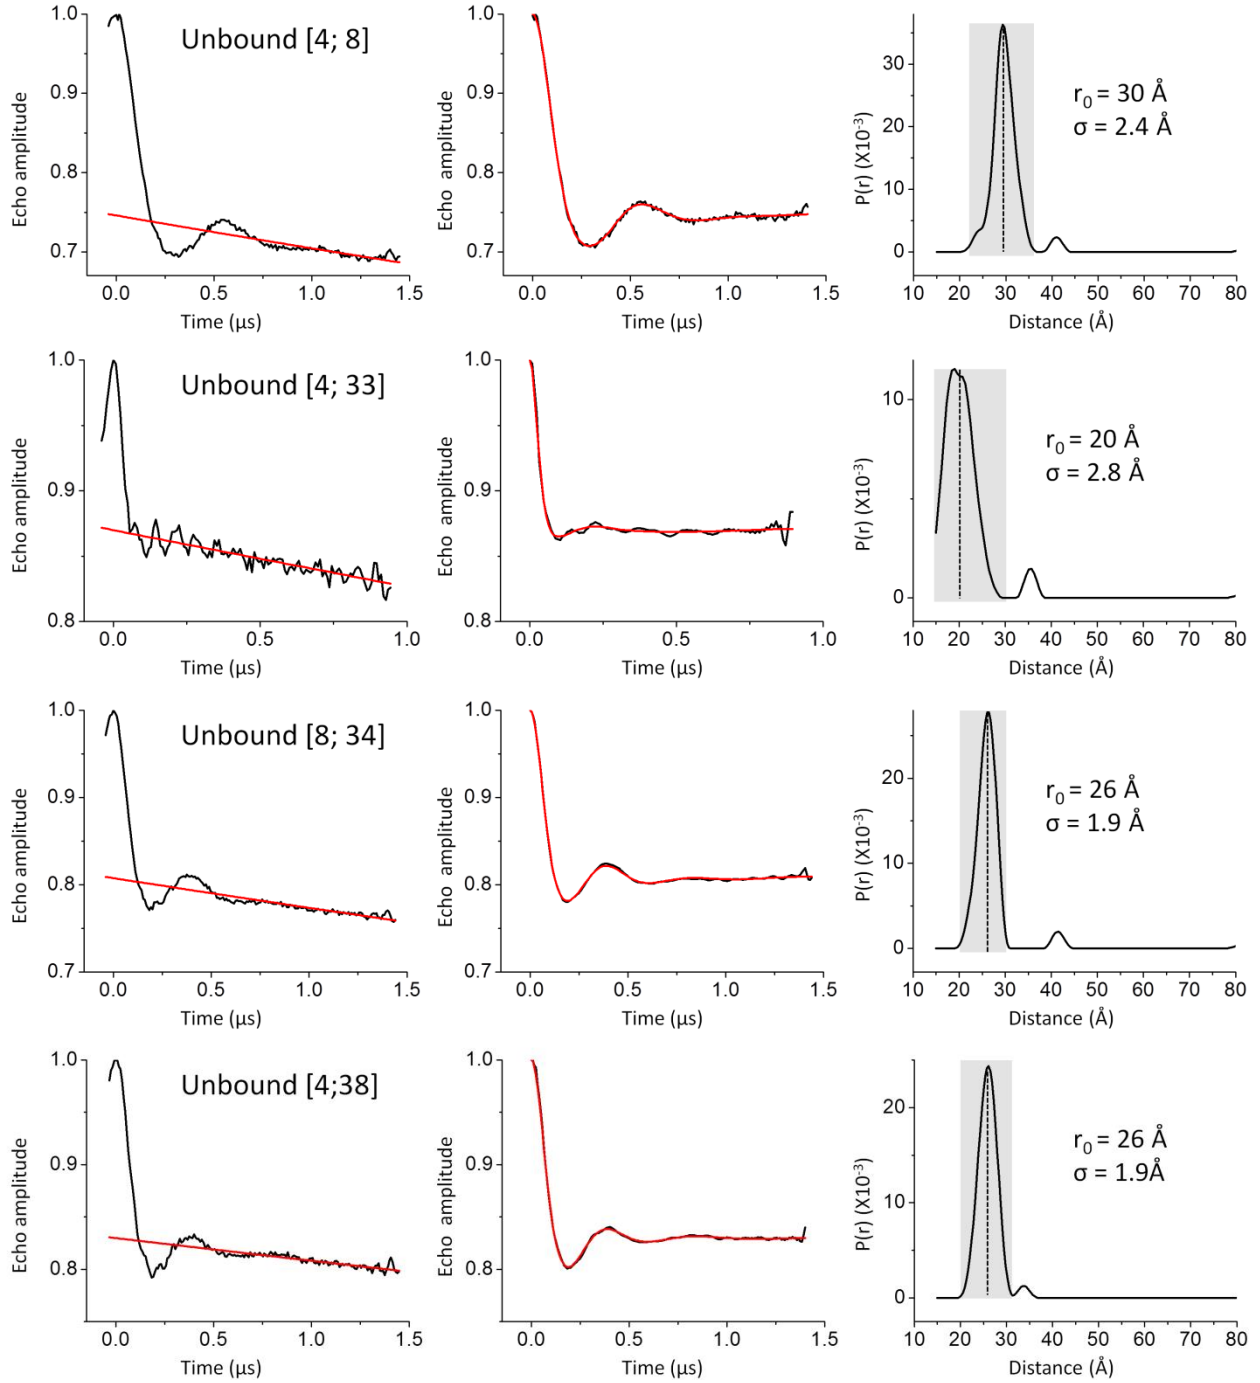 Unbound [4; 8]
Echo amplitude
1.0
0.9
0.8
0.7
0.0 0.5 1.0 1.5
Time (μs)
Echo amplitude
1.0
0.9
0.8
0.7
0.0 0.5 1.0 1.5
Time (μs)
P(r) (X10⁻³)
30
20
10
0
10 20 30 40 50 60 70 80
Distance (Å)
r₀ = 30 Å
σ = 2.4 Å
Unbound [4; 33]
Echo amplitude
1.0
0.9
0.8
0.0 0.5 1.0
Time (μs)
Echo amplitude
1.0
0.9
0.8
0.0 0.5 1.0
Time (μs)
P(r) (X10⁻³)
10
0
10 20 30 40 50 60 70 80
Distance (Å)
r₀ = 20 Å
σ = 2.8 Å
Unbound [8; 34]
Echo amplitude
1.0
0.9
0.8
0.7
0.0 0.5 1.0 1.5
Time (μs)
Echo amplitude
1.0
0.9
0.8
0.7
0.0 0.5 1.0 1.5
Time (μs)
P(r) (X10⁻³)
20
10
0
10 20 30 40 50 60 70 80
Distance (Å)
r₀ = 26 Å
σ = 1.9 Å
Unbound [4;38]
Echo amplitude
1.0
0.9
0.8
0.0 0.5 1.0 1.5
Time (μs)
Echo amplitude
1.0
0.9
0.8
0.0 0.5 1.0 1.5
Time (μs)
P(r) (X10⁻³)
20
10
0
10 20 30 40 50 60 70 80
Distance (Å)
r₀ = 26 Å
σ = 1.9Å